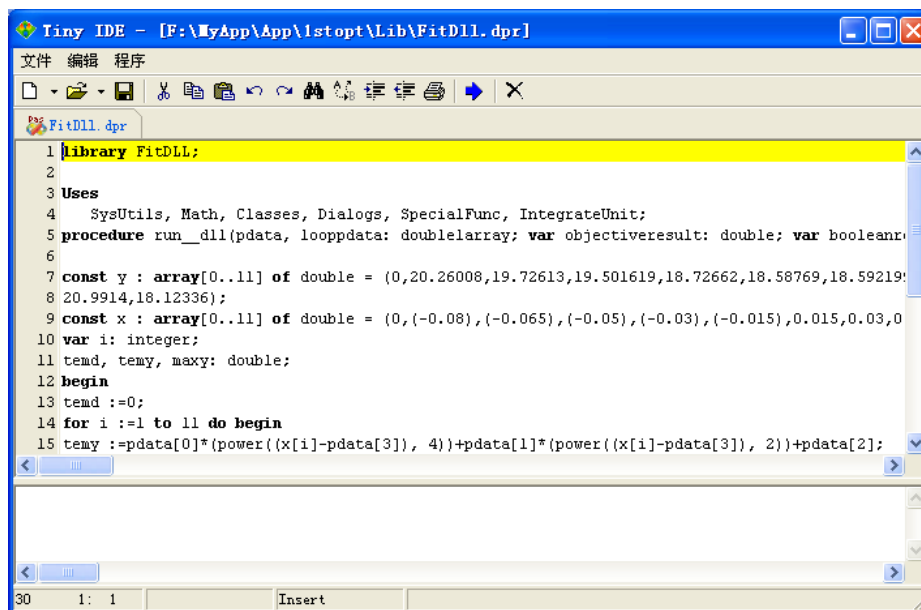 Tiny IDE - [F:\MyApp\App\1stopt\Lib\FitDll.dpr]
文件 编辑 程序
FitDll.dpr
1 library FitDLL;
2
3 Uses
4 SysUtils, Math, Classes, Dialogs, SpecialFunc, IntegrateUnit;
5 procedure run__dll(pdata, looppdata: doublelarray; var objectiveresult: double; var booleanr
6
7 const y : array[0..11] of double = (0,20.26008,19.72613,19.501619,18.72662,18.58769,18.59219
8 20.9914,18.12336);
9 const x : array[0..11] of double = (0,(-0.08),(-0.065),(-0.05),(-0.03),(-0.015),0.015,0.03,0
10 var i: integer;
11 temd, temy, maxy: double;
12 begin
13 temd :=0;
14 for i :=1 to 11 do begin
15 temy :=pdata[0]*(power((x[i]-pdata[3]), 4))+pdata[1]*(power((x[i]-pdata[3]), 2))+pdata[2];
30 1: 1 Insert